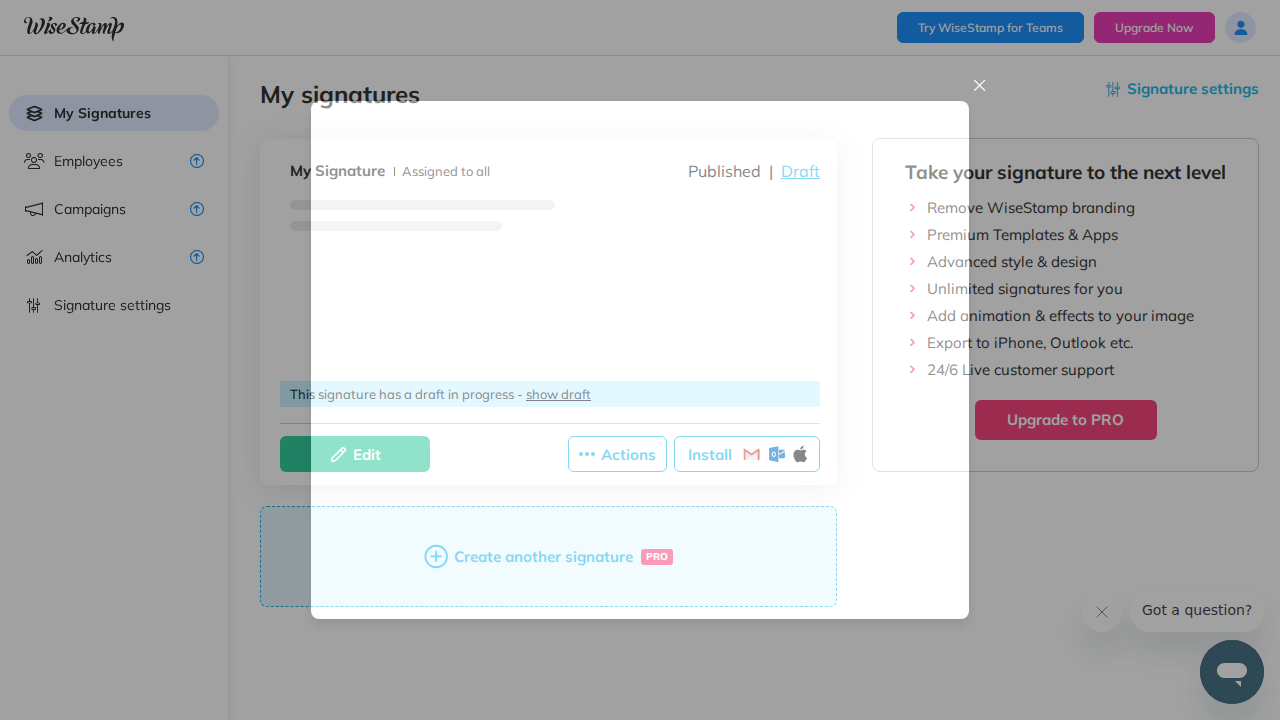 WiseStamp
Try WiseStamp for Teams
Upgrade Now
My Signatures
Employees
Campaigns
Analytics
Signature settings
My signatures
Signature settings
My Signature | Assigned to all
Published | Draft
This signature has a draft in progress - show draft
Edit
Actions
Install
Create another signature PRO
Take your signature to the next level
Remove WiseStamp branding
Premium Templates & Apps
Advanced style & design
Unlimited signatures for you
Add animation & effects to your image
Export to iPhone, Outlook etc.
24/6 Live customer support
Upgrade to PRO
Got a question?